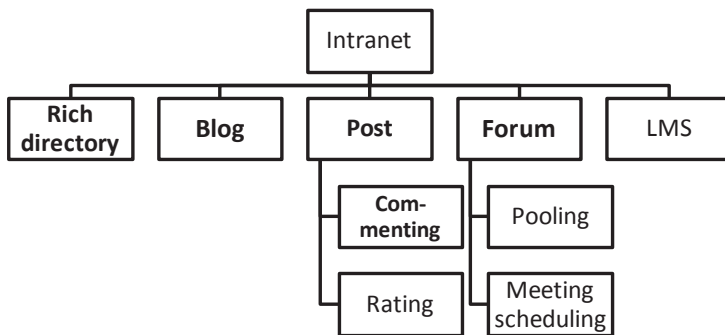 Intranet
Rich
directory
Blog
Post
Forum
LMS
Com-
menting
Pooling
Rating
Meeting
scheduling